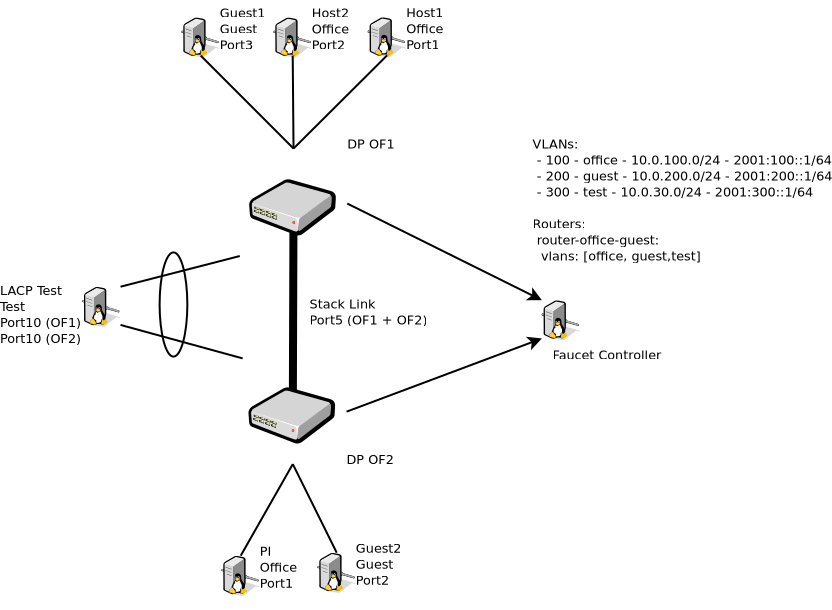 Guest1
Guest
Port3
Host2
Office
Port2
Host1
Office
Port1
DP OF1
VLANs:
- 100 - office - 10.0.100.0/24 - 2001:100::1/64
- 200 - guest - 10.0.200.0/24 - 2001:200::1/64
- 300 - test - 10.0.30.0/24 - 2001:300::1/64
Routers:
router-office-guest:
vlans: [office, guest,test]
LACP Test
Test
Port10 (OF1)
Port10 (OF2)
Stack Link
Port5 (OF1 + OF2)
Faucet Controller
DP OF2
PI
Office
Port1
Guest2
Guest
Port2